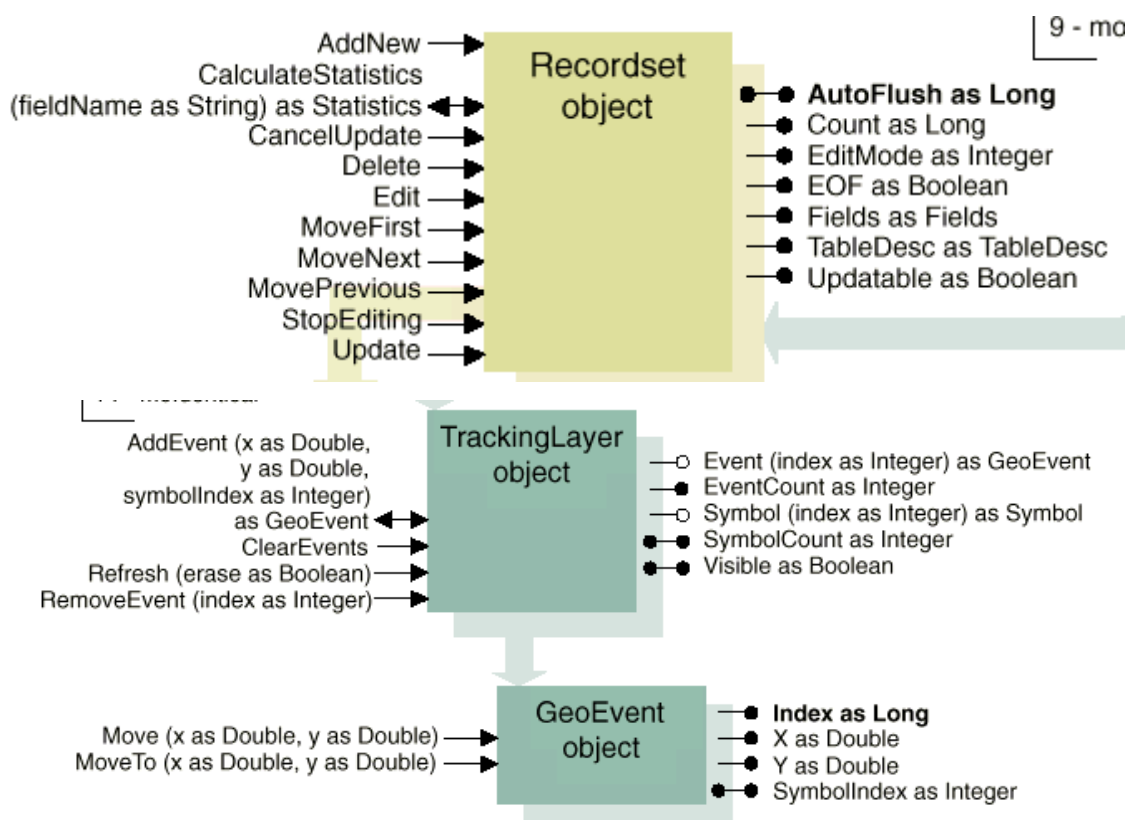 AddNew
CalculateStatistics
(fieldName as String) as Statistics
CancelUpdate
Delete
Edit
MoveFirst
MoveNext
MovePrevious
StopEditing
Update
Recordset
object
9 - mo
AutoFlush as Long
Count as Long
EditMode as Integer
EOF as Boolean
Fields as Fields
TableDesc as TableDesc
Updatable as Boolean
AddEvent (x as Double,
y as Double,
symbolIndex as Integer)
as GeoEvent
ClearEvents
Refresh (erase as Boolean)
RemoveEvent (index as Integer)
TrackingLayer
object
Event (index as Integer) as GeoEvent
EventCount as Integer
Symbol (index as Integer) as Symbol
SymbolCount as Integer
Visible as Boolean
Move (x as Double, y as Double)
MoveTo (x as Double, y as Double)
GeoEvent
object
Index as Long
X as Double
Y as Double
SymbolIndex as Integer